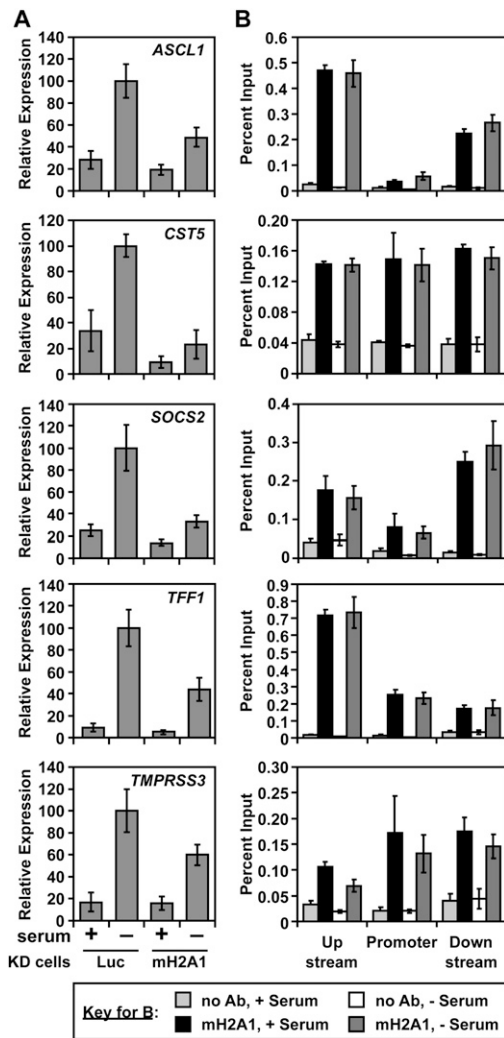 A
B
Relative Expression
140
120
100
80
60
40
20
0
ASCL1
Percent Input
0.6
0.5
0.4
0.3
0.2
0.1
0
Relative Expression
140
120
100
80
60
40
20
0
CST5
Percent Input
0.20
0.16
0.12
0.08
0.04
0
Relative Expression
140
120
100
80
60
40
20
0
SOCS2
Percent Input
0.4
0.3
0.2
0.1
0
Relative Expression
140
120
100
80
60
40
20
0
TFF1
Percent Input
0.9
0.8
0.7
0.6
0.5
0.4
0.3
0.2
0.1
0
Relative Expression
140
120
100
80
60
40
20
0
TMPRSS3
Percent Input
0.30
0.25
0.20
0.15
0.10
0.05
0
serum + − + −
KD cells Luc mH2A1
Up stream
Promoter
Down stream
Key for B:
no Ab, + Serum
no Ab, - Serum
mH2A1, + Serum
mH2A1, - Serum